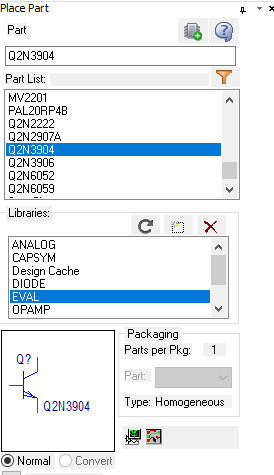 Place Part
Part
Q2N3904
Part List:
MV2201
PAL20RP4B
Q2N2222
Q2N2907A
Q2N3904
Q2N3906
Q2N6052
Q2N6059
Libraries:
ANALOG
CAPSYM
Design Cache
DIODE
EVAL
OPAMP
Q?
Q2N3904
Packaging
Parts per Pkg: 1
Part:
Type: Homogeneous
Normal Convert